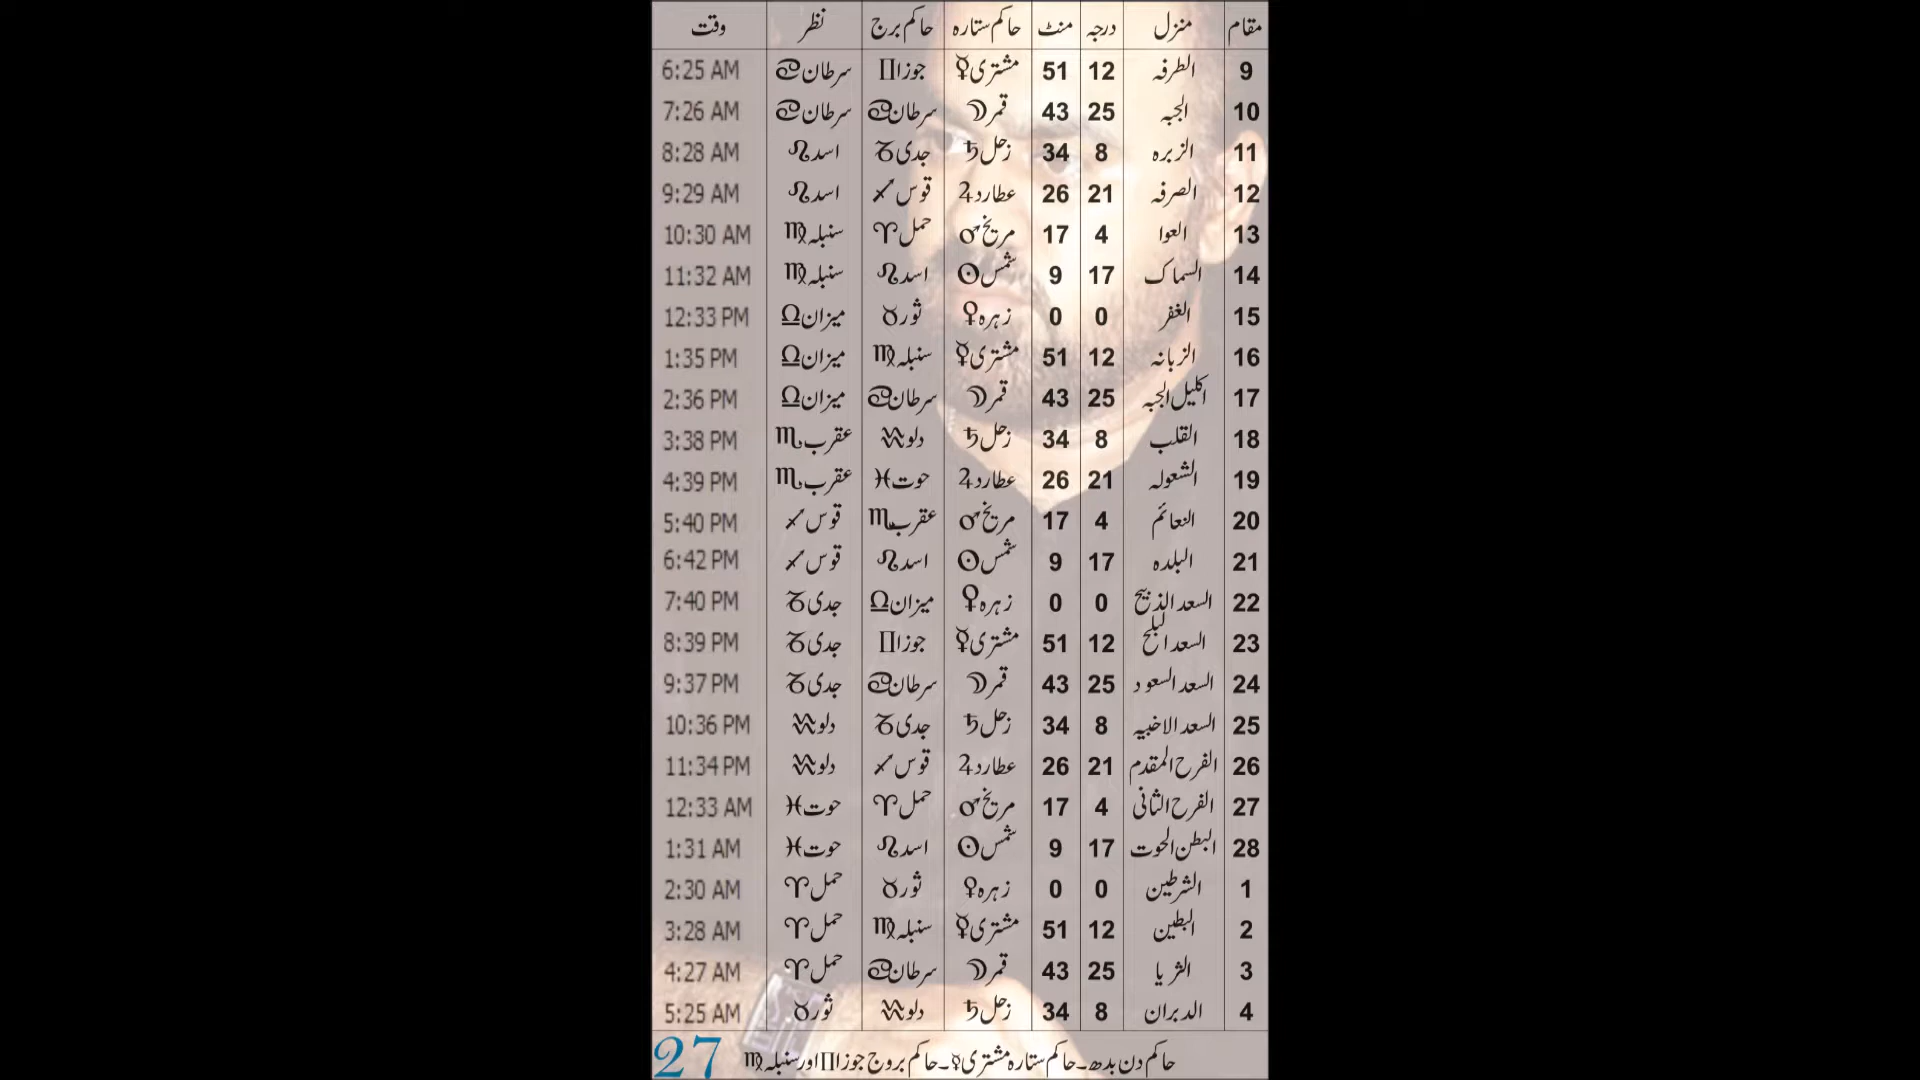 مقام منزل درجہ منٹ حاکم ستارہ حاکم برج نظر وقت
9 الطرفہ 12 51 مشتری☿ جوزا♊ سرطان♋ 6:25 AM
10 الجبہ 25 43 قمر☽ سرطان♋ سرطان♋ 7:26 AM
11 الزبرہ 8 34 زحل♄ جدی♑ اسد♌ 8:28 AM
12 الصرفہ 21 26 عطارد♃ قوس♐ اسد♌ 9:29 AM
13 العوا 4 17 مریخ♂ حمل♈ سنبلہ♍ 10:30 AM
14 السماک 17 9 شمس☉ اسد♌ سنبلہ♍ 11:32 AM
15 الغفر 0 0 زہرہ♀ ثور♉ میزان♎ 12:33 PM
16 الزبانہ 12 51 مشتری☿ سنبلہ♍ میزان♎ 1:35 PM
17 اکلیل الجبہ 25 43 قمر☽ سرطان♋ میزان♎ 2:36 PM
18 القلب 8 34 زحل♄ دلو♒ عقرب♏ 3:38 PM
19 الشعولہ 21 26 عطارد♃ حوت♓ عقرب♏ 4:39 PM
20 النعائم 4 17 مریخ♂ عقرب♏ قوس♐ 5:40 PM
21 البلدہ 17 9 شمس☉ اسد♌ قوس♐ 6:42 PM
22 السعد الذبیح 0 0 زہرہ♀ میزان♎ جدی♑ 7:40 PM
23 السعد البلح 12 51 مشتری☿ جوزا♊ جدی♑ 8:39 PM
24 السعد السعود 25 43 قمر☽ سرطان♋ جدی♑ 9:37 PM
25 السعد الاخبیہ 8 34 زحل♄ جدی♑ دلو♒ 10:36 PM
26 الفرح المقدم 21 26 عطارد♃ قوس♐ دلو♒ 11:34 PM
27 الفرح الثانی 4 17 مریخ♂ حمل♈ حوت♓ 12:33 AM
28 البطن الحوت 17 9 شمس☉ اسد♌ حوت♓ 1:31 AM
1 الشرطین 0 0 زہرہ♀ ثور♉ حمل♈ 2:30 AM
2 البطین 12 51 مشتری☿ سنبلہ♍ حمل♈ 3:28 AM
3 الثریا 25 43 قمر☽ سرطان♋ حمل♈ 4:27 AM
4 الدبران 8 34 زحل♄ دلو♒ ثور♉ 5:25 AM
حاکم دن بدھ۔حاکم ستارہ مشتری☿۔حاکم بروج جوزا♊اور سنبلہ♍
27